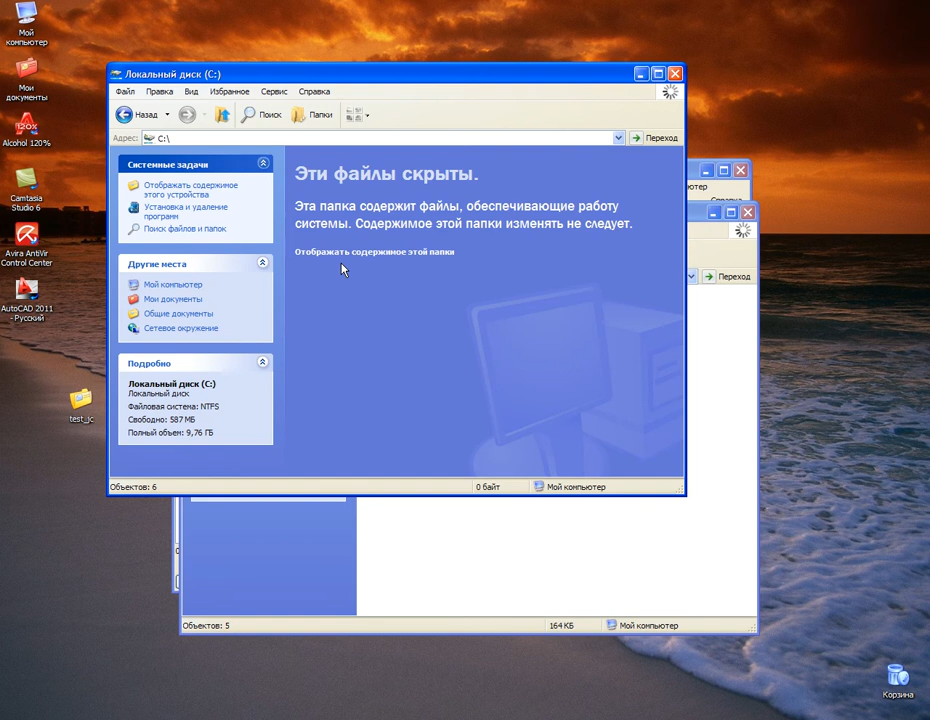 Мой
компьютер
Мои
документы
Alcohol 120%
Camtasia
Studio 6
Avira AntiVir
Control Center
AutoCAD 2011
- Русский
test_jc
Корзина
Локальный диск (C:)
Файл Правка Вид Избранное Сервис Справка
Назад Поиск Папки
Адрес: C:\ Переход
Системные задачи
Отображать содержимое
этого устройства
Установка и удаление
программ
Поиск файлов и папок
Другие места
Мой компьютер
Мои документы
Общие документы
Сетевое окружение
Подробно
Локальный диск (C:)
Локальный диск
Файловая система: NTFS
Свободно: 587 МБ
Полный объем: 9,76 ГБ
Эти файлы скрыты.
Эта папка содержит файлы, обеспечивающие работу
системы. Содержимое этой папки изменять не следует.
Отображать содержимое этой папки
Объектов: 6 0 байт Мой компьютер
Переход
Объектов: 5 164 КБ Мой компьютер